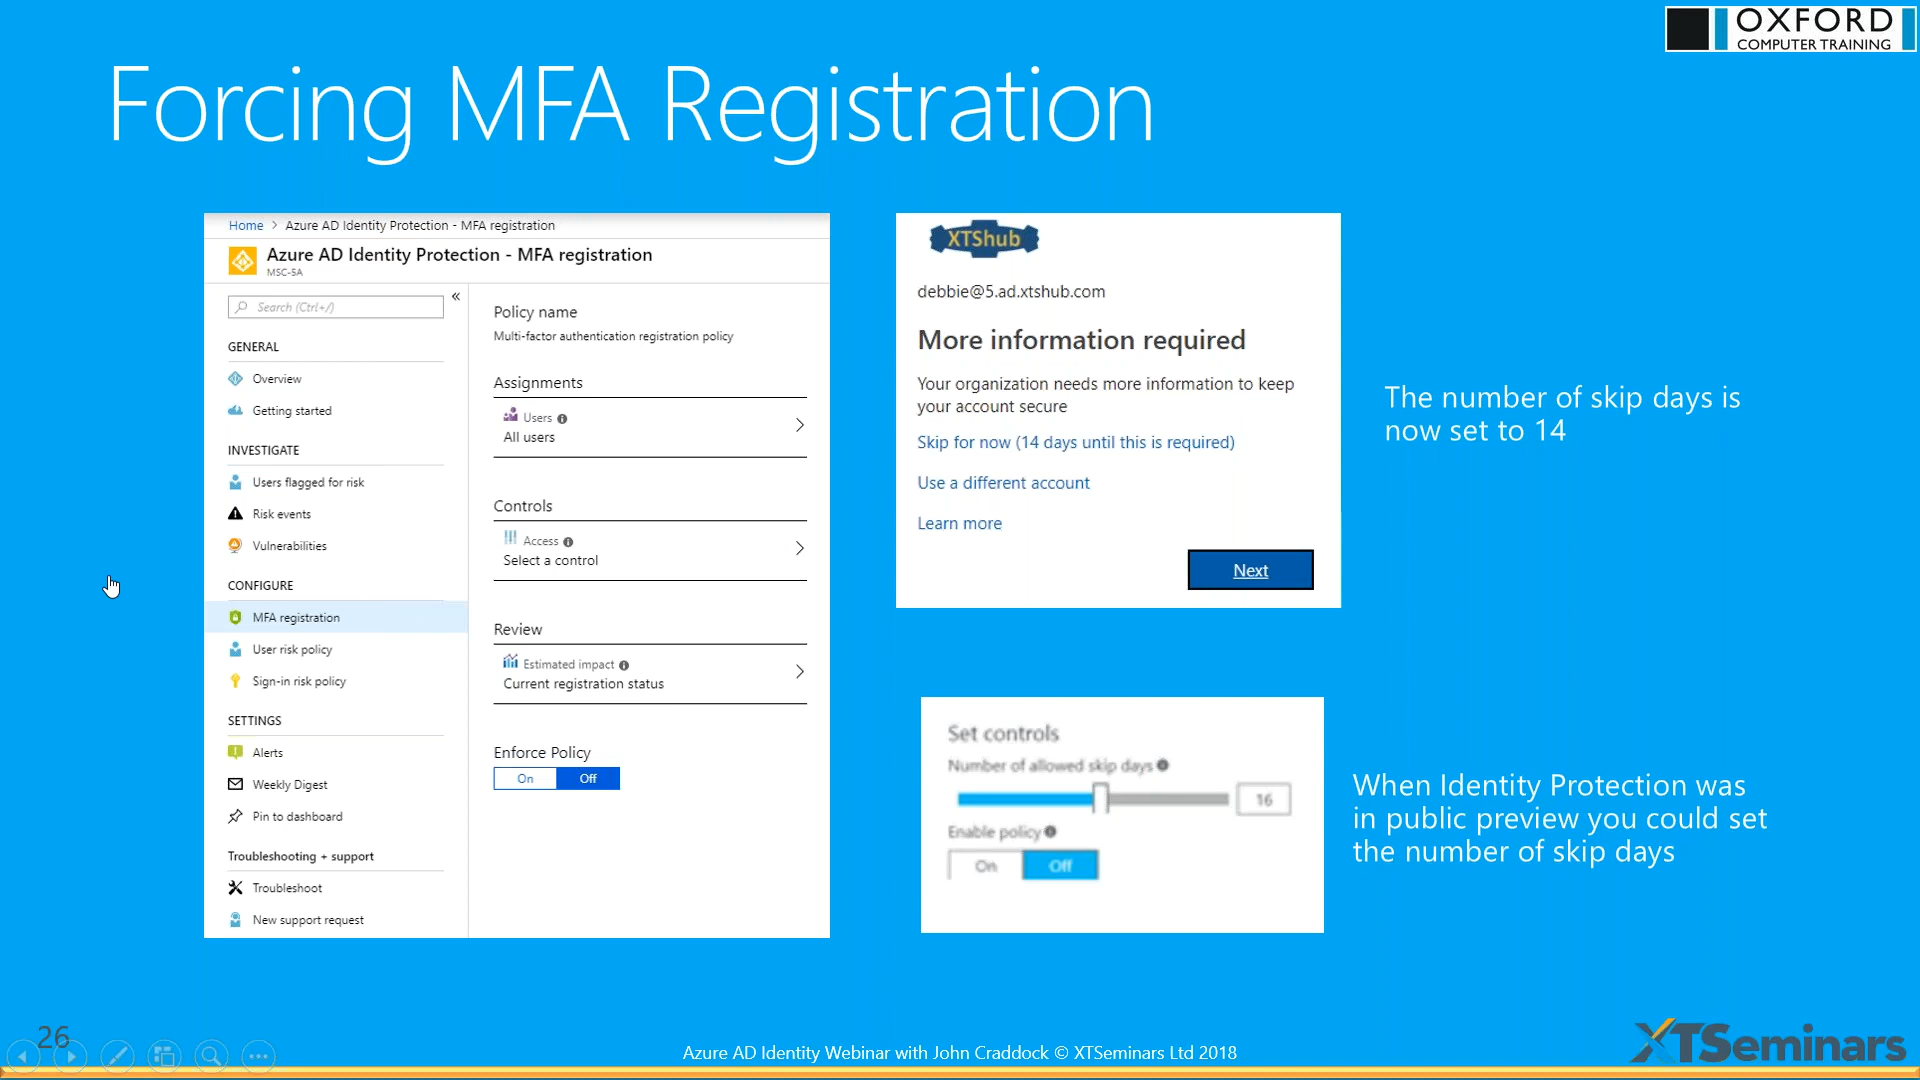 OXFORD
COMPUTER TRAINING
Forcing MFA Registration
Home > Azure AD Identity Protection - MFA registration
Azure AD Identity Protection - MFA registration
MSC-5A
Search (Ctrl+/)
«
GENERAL
Overview
Getting started
INVESTIGATE
Users flagged for risk
Risk events
Vulnerabilities
CONFIGURE
MFA registration
User risk policy
Sign-in risk policy
SETTINGS
Alerts
Weekly Digest
Pin to dashboard
Troubleshooting + support
Troubleshoot
New support request
Policy name
Multi-factor authentication registration policy
Assignments
Users
All users
Controls
Access
Select a control
Review
Estimated impact
Current registration status
Enforce Policy
On Off
XTShub
debbie@5.ad.xtshub.com
More information required
Your organization needs more information to keep
your account secure
Skip for now (14 days until this is required)
Use a different account
Learn more
Next
The number of skip days is
now set to 14
Set controls
Number of allowed skip days
16
Enable policy
On Off
When Identity Protection was
in public preview you could set
the number of skip days
26
Azure AD Identity Webinar with John Craddock © XTSeminars Ltd 2018
XTSeminars